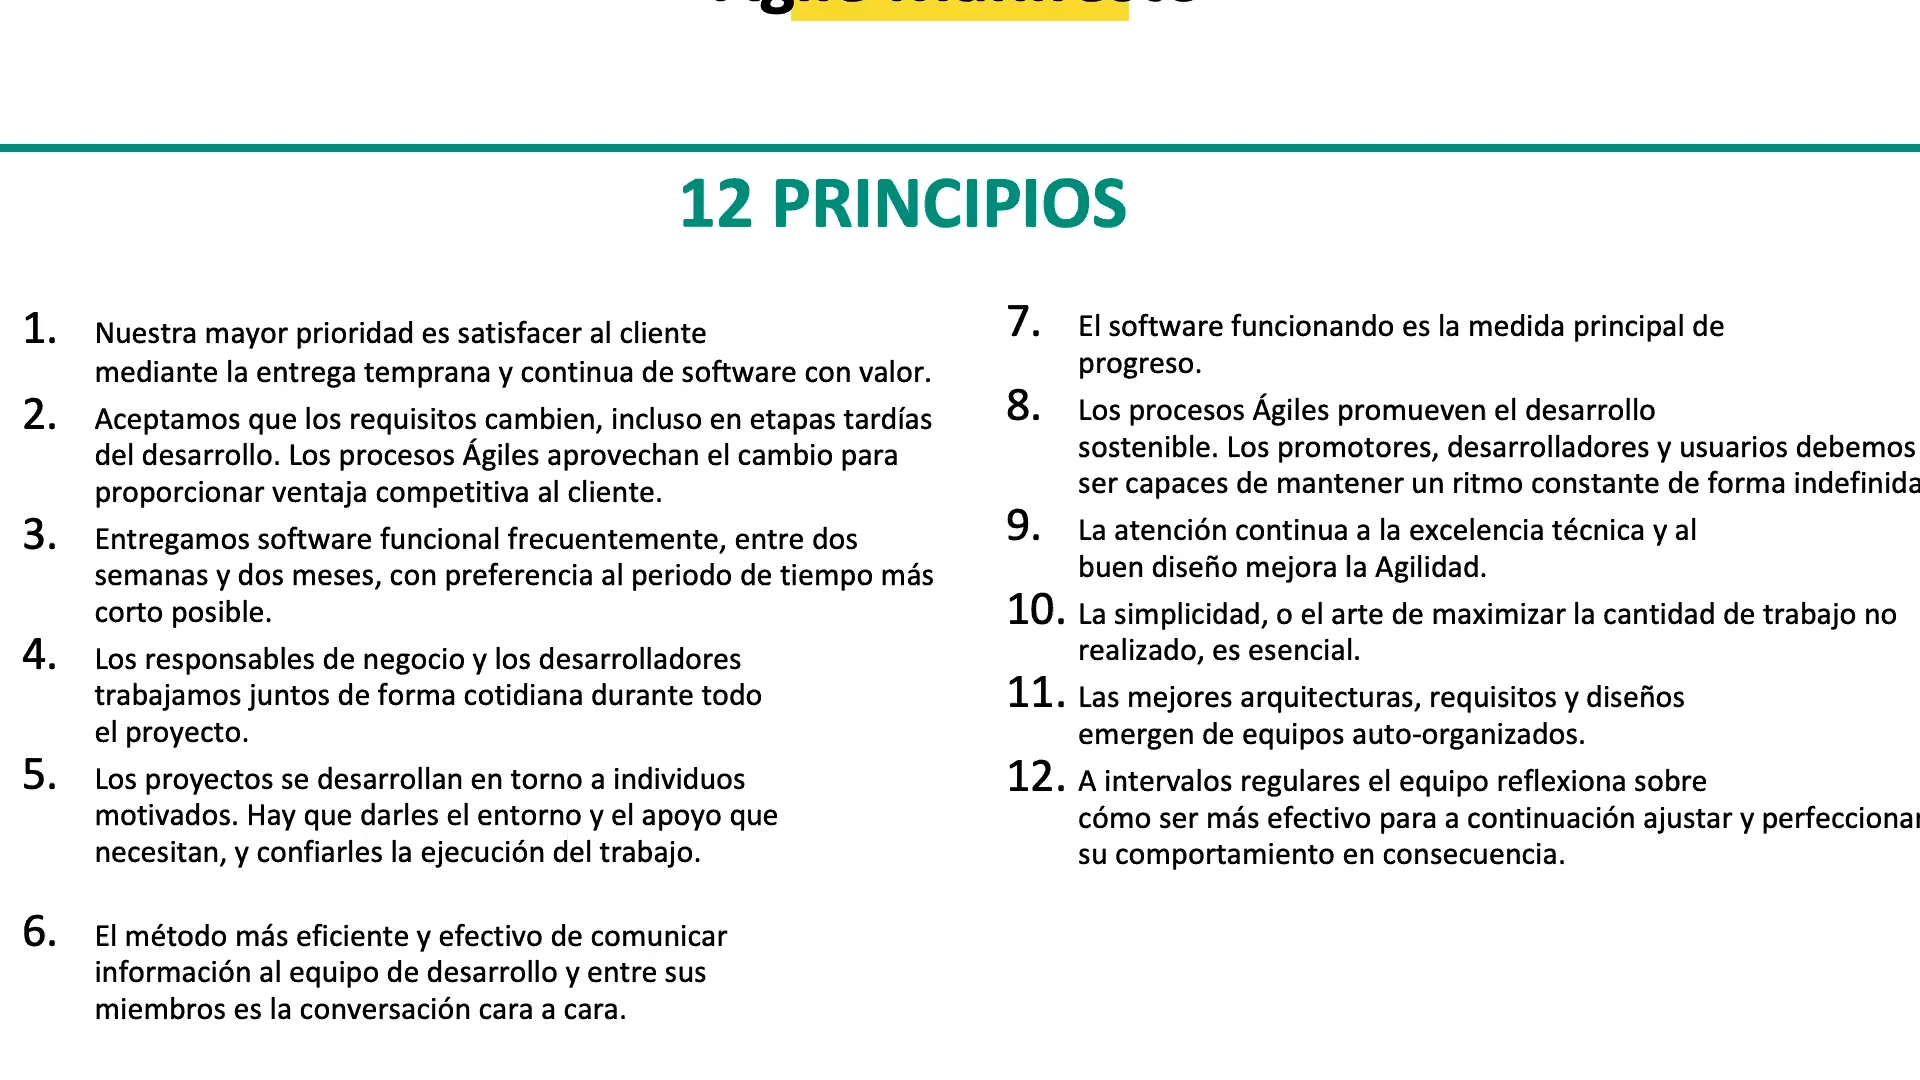 12 PRINCIPIOS
1. Nuestra mayor prioridad es satisfacer al cliente
mediante la entrega temprana y continua de software con valor.
2. Aceptamos que los requisitos cambien, incluso en etapas tardías
del desarrollo. Los procesos Ágiles aprovechan el cambio para
proporcionar ventaja competitiva al cliente.
3. Entregamos software funcional frecuentemente, entre dos
semanas y dos meses, con preferencia al periodo de tiempo más
corto posible.
4. Los responsables de negocio y los desarrolladores
trabajamos juntos de forma cotidiana durante todo
el proyecto.
5. Los proyectos se desarrollan en torno a individuos
motivados. Hay que darles el entorno y el apoyo que
necesitan, y confiarles la ejecución del trabajo.
6. El método más eficiente y efectivo de comunicar
información al equipo de desarrollo y entre sus
miembros es la conversación cara a cara.
7. El software funcionando es la medida principal de
progreso.
8. Los procesos Ágiles promueven el desarrollo
sostenible. Los promotores, desarrolladores y usuarios debemos
ser capaces de mantener un ritmo constante de forma indefinida
9. La atención continua a la excelencia técnica y al
buen diseño mejora la Agilidad.
10. La simplicidad, o el arte de maximizar la cantidad de trabajo no
realizado, es esencial.
11. Las mejores arquitecturas, requisitos y diseños
emergen de equipos auto-organizados.
12. A intervalos regulares el equipo reflexiona sobre
cómo ser más efectivo para a continuación ajustar y perfeccionar
su comportamiento en consecuencia.